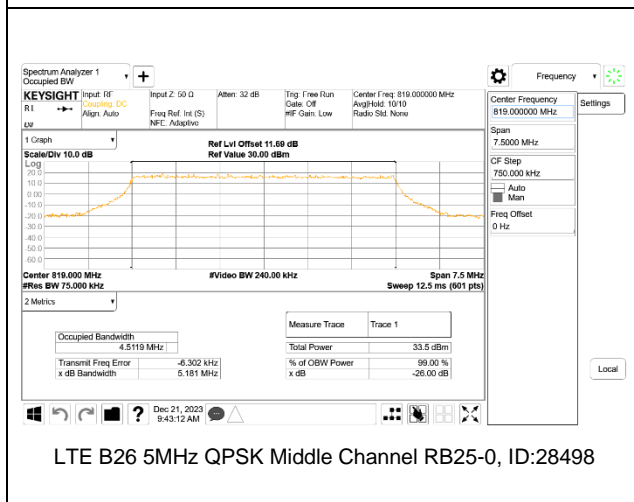 Spectrum Analyzer 1
Occupied BW
Frequency
KEYSIGHT
Input: RF
Coupling: DC
Align: Auto
Input Z: 50 Ω
Freq Ref: Int (S)
NFE: Adaptive
Atten: 32 dB
Trig: Free Run
Gate: Off
#IF Gain: Low
Center Freq: 819.000000 MHz
Avg|Hold: 10/10
Radio Std: None
Center Frequency
819.000000 MHz
Settings
Span
7.5000 MHz
CF Step
750.000 kHz
Auto
Man
Freq Offset
0 Hz
1 Graph
Scale/Div 10.0 dB
Ref Lvl Offset 11.69 dB
Ref Value 30.00 dBm
Log
20.0
10.0
0.00
-10.0
-20.0
-30.0
-40.0
-50.0
-60.0
Center 819.000 MHz
#Video BW 240.00 kHz
Span 7.5 MHz
#Res BW 75.000 kHz
Sweep 12.5 ms (601 pts)
2 Metrics
Measure Trace
Trace 1
Occupied Bandwidth
4.5119 MHz
Total Power
33.5 dBm
Transmit Freq Error
-6.302 kHz
% of OBW Power
99.00 %
x dB Bandwidth
5.181 MHz
x dB
-26.00 dB
Local
?
Dec 21, 2023
9:43:12 AM
LTE B26 5MHz QPSK Middle Channel RB25-0, ID:28498